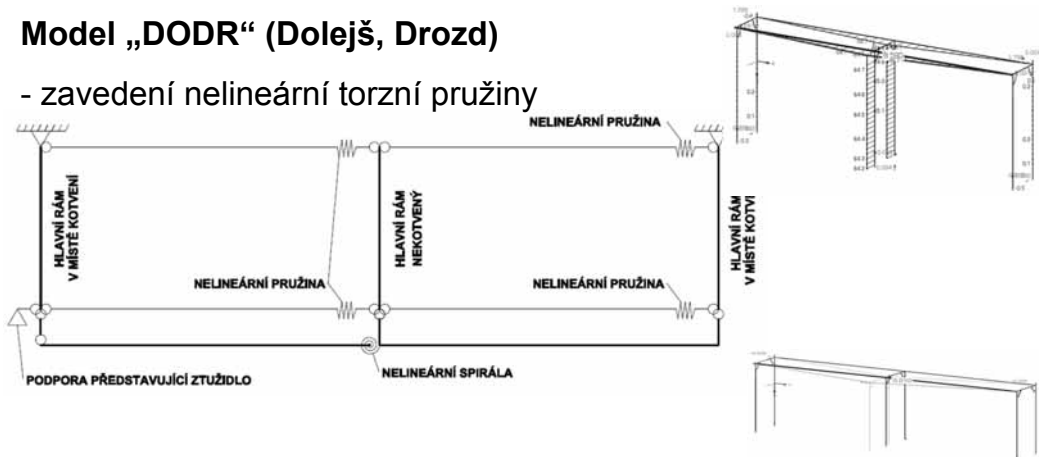 Model „DODR“ (Dolejš, Drozd)
- zavedení nelineární torzní pružiny
NELINEÁRNÍ PRUŽINA
HLAVNÍ RÁM
V MÍSTĚ KOTVENÍ
HLAVNÍ RÁM
NEKOTVENÝ
HLAVNÍ RÁM
V MÍSTĚ KOTVI
NELINEÁRNÍ PRUŽINA
NELINEÁRNÍ PRUŽINA
PODPORA PŘEDSTAVUJÍCÍ ZTUŽIDLO
NELINEÁRNÍ SPIRÁLA